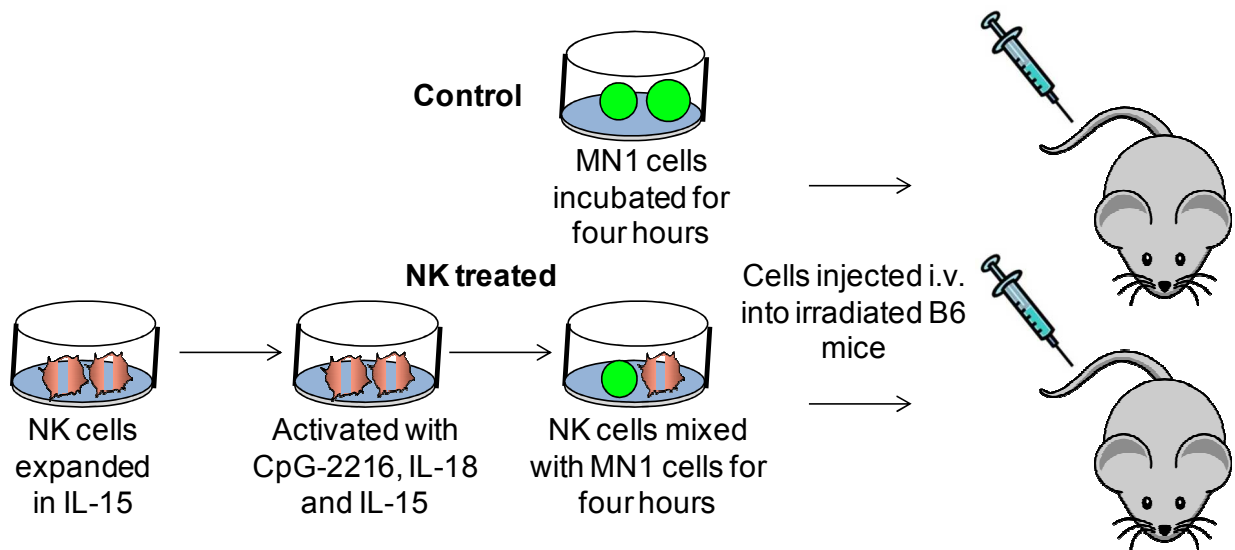 Control
MN1 cells
incubated for
four hours
NK treated
Cells injected i.v.
into irradiated B6
mice
NK cells
expanded
in IL-15
Activated with
CpG-2216, IL-18
and IL-15
NK cells mixed
with MN1 cells for
four hours